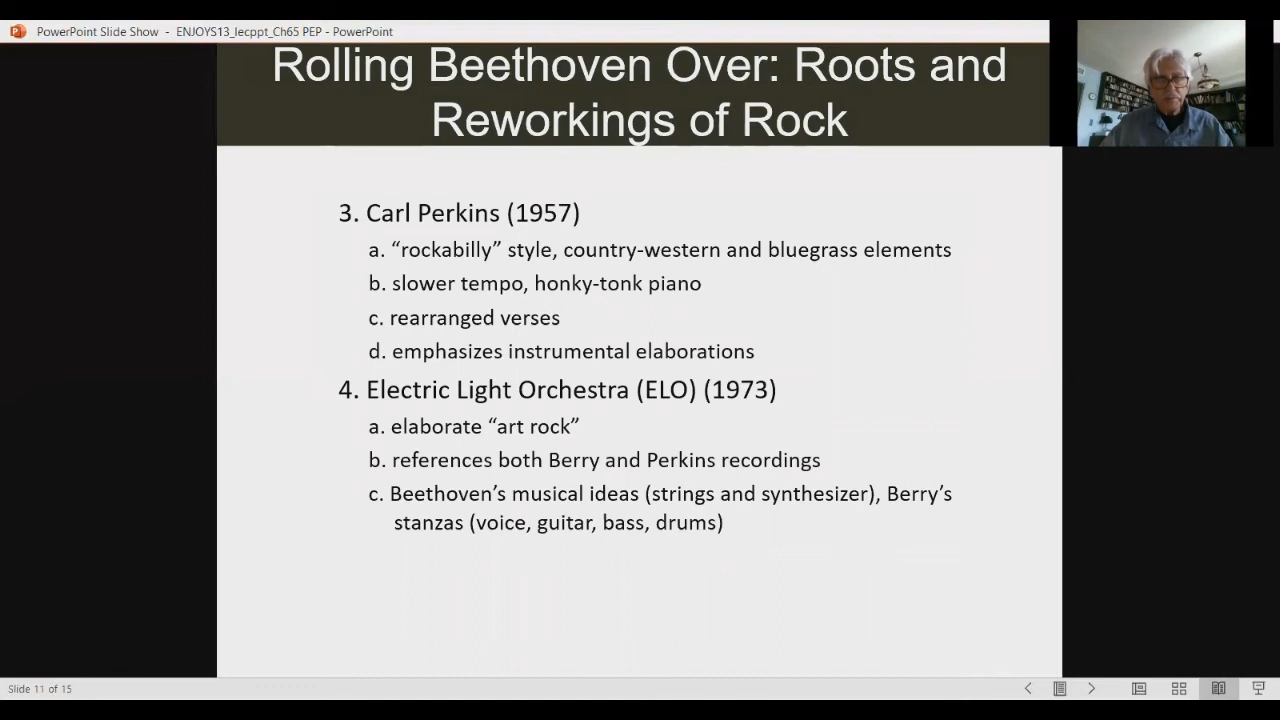 PowerPoint Slide Show - ENJOYS13_lecppt_Ch65 PEP - PowerPoint
Rolling Beethoven Over: Roots and
Reworkings of Rock
3. Carl Perkins (1957)
a. “rockabilly” style, country-western and bluegrass elements
b. slower tempo, honky-tonk piano
c. rearranged verses
d. emphasizes instrumental elaborations
4. Electric Light Orchestra (ELO) (1973)
a. elaborate “art rock”
b. references both Berry and Perkins recordings
c. Beethoven’s musical ideas (strings and synthesizer), Berry’s
stanzas (voice, guitar, bass, drums)
Slide 11 of 15